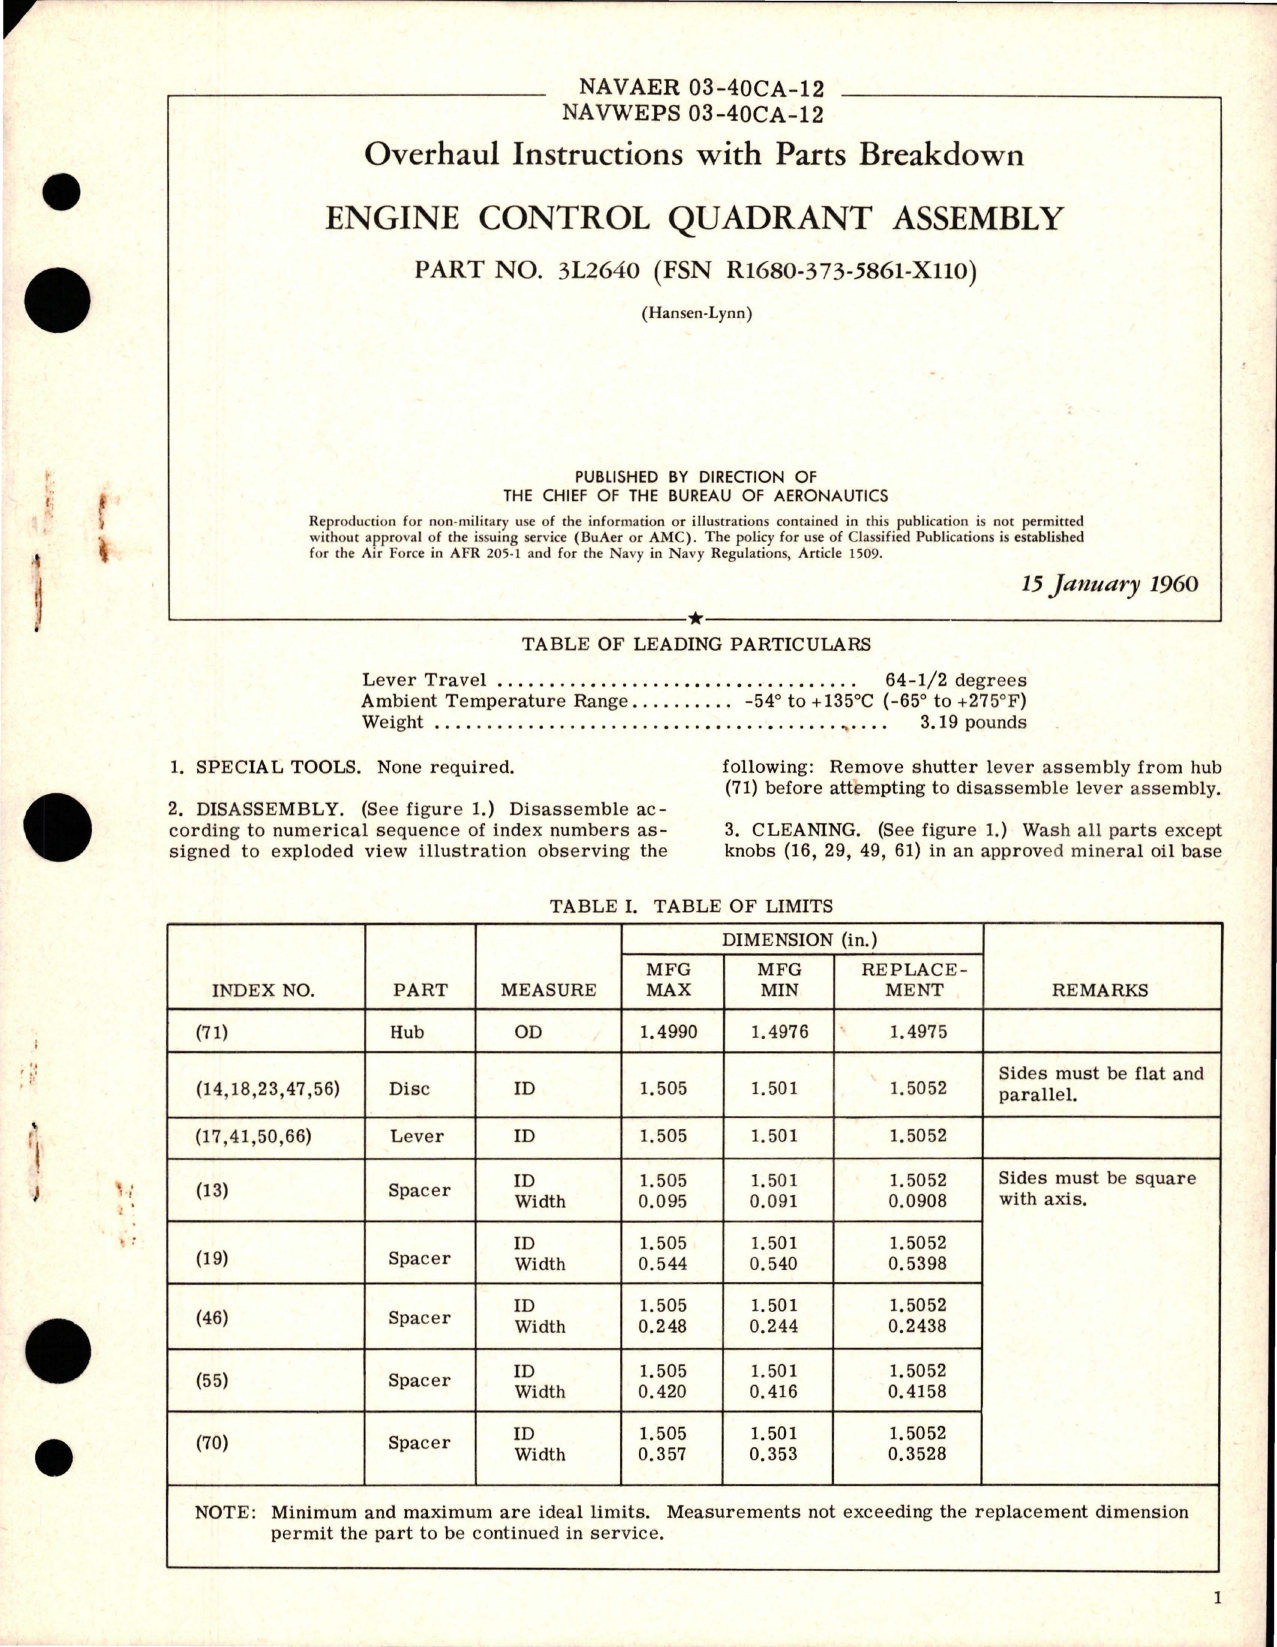 NAVAER 03-40CA-12
NAVWEPS 03-40CA-12
Overhaul Instructions with Parts Breakdown
ENGINE CONTROL QUADRANT ASSEMBLY
PART NO. 3L2640 (FSN R1680-373-5861-X110)
(Hansen-Lynn)
PUBLISHED BY DIRECTION OF
THE CHIEF OF THE BUREAU OF AERONAUTICS
Reproduction for non-military use of the information or illustrations contained in this publication is not permitted
without approval of the issuing service (BuAer or AMC). The policy for use of Classified Publications is established
for the Air Force in AFR 205-1 and for the Navy in Navy Regulations, Article 1509.
15 January 1960
TABLE OF LEADING PARTICULARS
Lever Travel ................................... 64-1/2 degrees
Ambient Temperature Range.......... -54° to +135°C (-65° to +275°F)
Weight ............................................ 3.19 pounds
1. SPECIAL TOOLS. None required.
2. DISASSEMBLY. (See figure 1.) Disassemble ac-
cording to numerical sequence of index numbers as-
signed to exploded view illustration observing the
following: Remove shutter lever assembly from hub
(71) before attempting to disassemble lever assembly.
3. CLEANING. (See figure 1.) Wash all parts except
knobs (16, 29, 49, 61) in an approved mineral oil base
TABLE I. TABLE OF LIMITS
DIMENSION (in.)
INDEX NO. PART MEASURE MFG MAX MFG MIN REPLACE-MENT REMARKS
(71) Hub OD 1.4990 1.4976 1.4975
(14,18,23,47,56) Disc ID 1.505 1.501 1.5052 Sides must be flat and parallel.
(17,41,50,66) Lever ID 1.505 1.501 1.5052
(13) Spacer ID 1.505 1.501 1.5052 Sides must be square
Width 0.095 0.091 0.0908 with axis.
(19) Spacer ID 1.505 1.501 1.5052
Width 0.544 0.540 0.5398
(46) Spacer ID 1.505 1.501 1.5052
Width 0.248 0.244 0.2438
(55) Spacer ID 1.505 1.501 1.5052
Width 0.420 0.416 0.4158
(70) Spacer ID 1.505 1.501 1.5052
Width 0.357 0.353 0.3528
NOTE: Minimum and maximum are ideal limits. Measurements not exceeding the replacement dimension
permit the part to be continued in service.
1